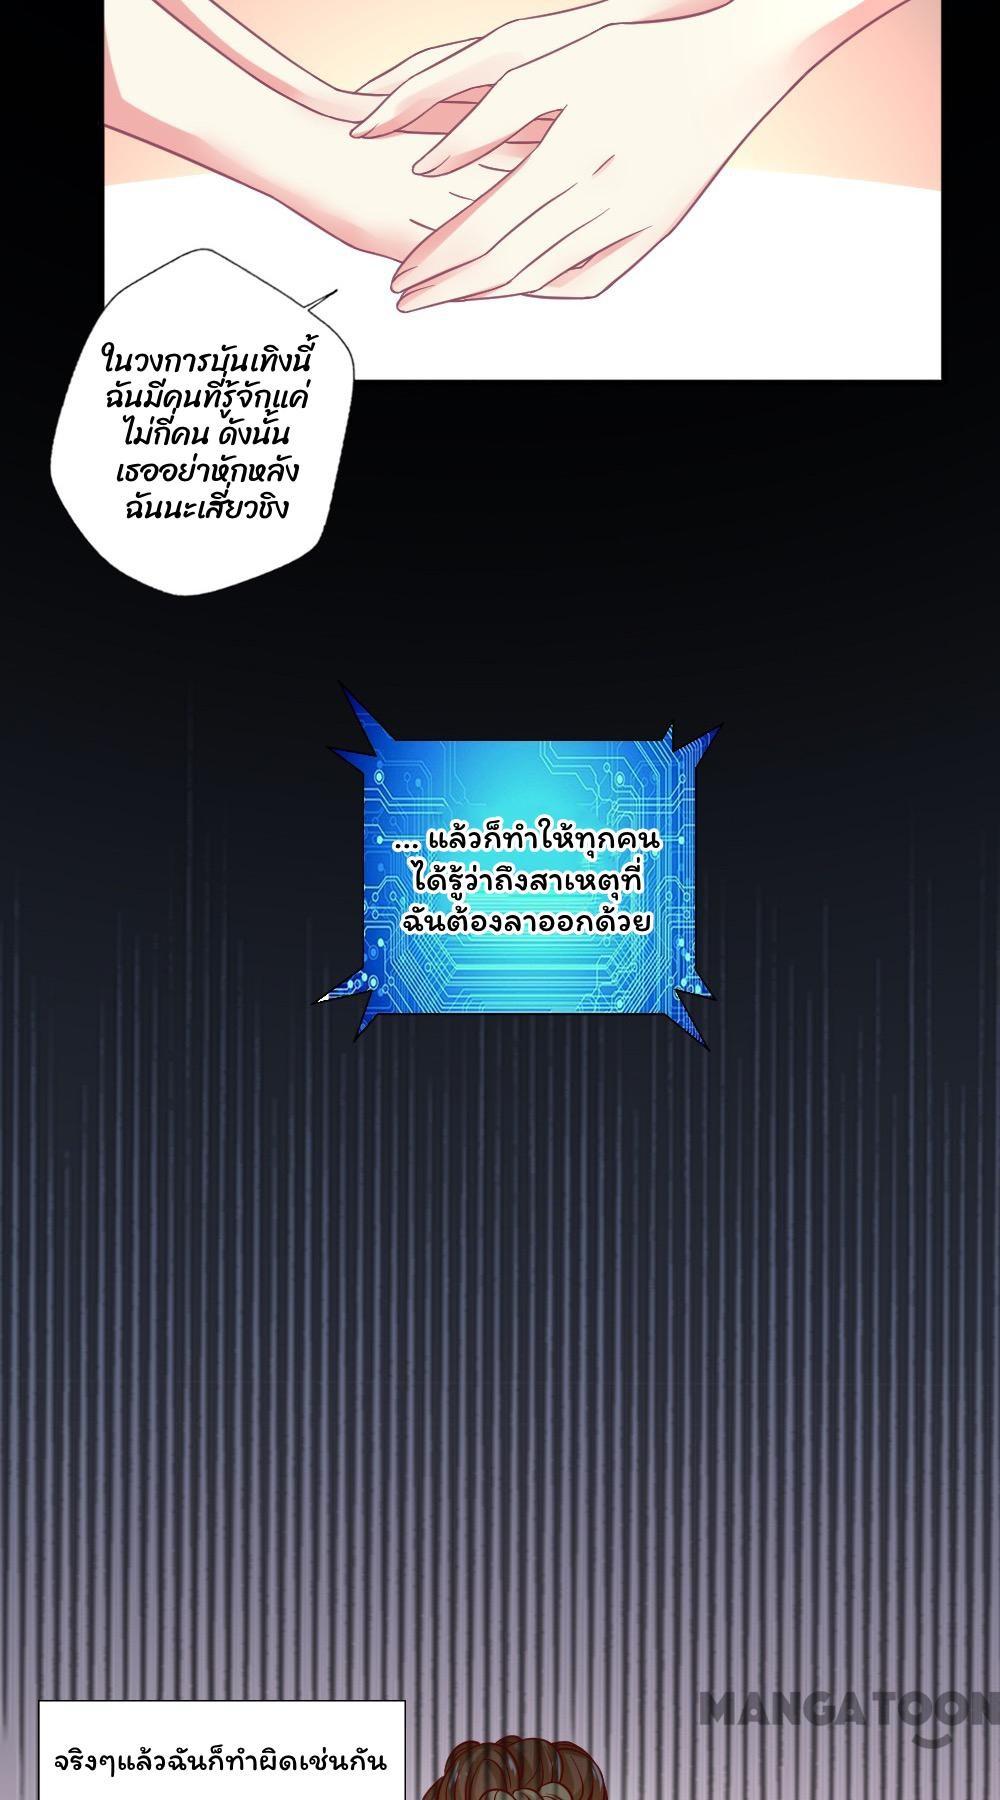 ในวงการบันเทิงนี้
ฉันมีคนที่รู้จักแค่
ไม่กี่คน ดังนั้น
เธออย่าหักหลัง
ฉันนะเสี่ยวชิง
... แล้วก็ทำให้ทุกคน
ได้รู้ว่าถึงสาเหตุที่
ฉันต้องลาออกด้วย
MANGATOON
จริงๆแล้วฉันก็ทำผิดเช่นกัน